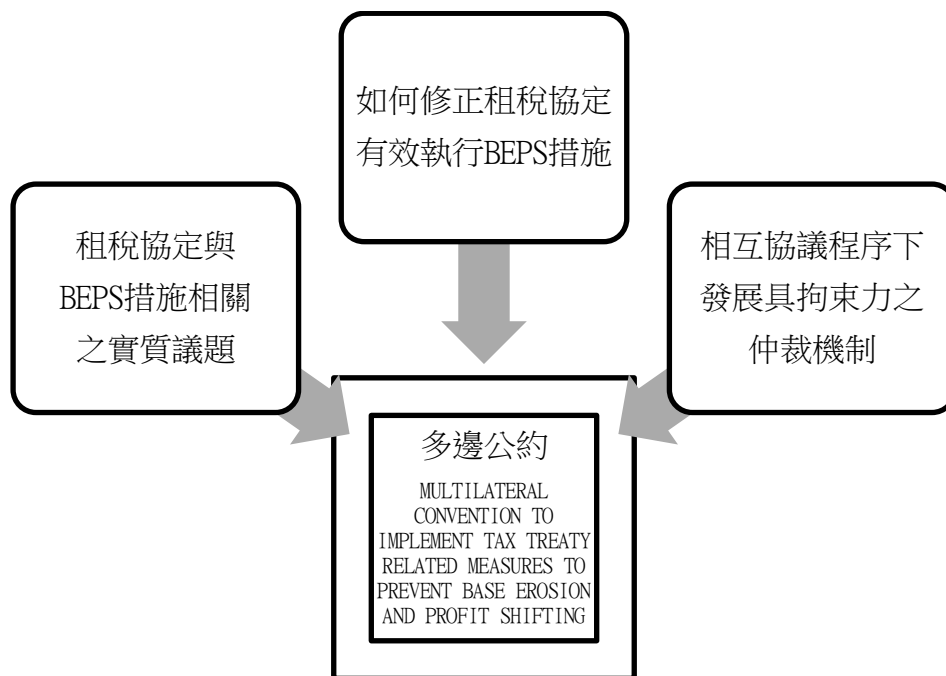 如何修正租稅協定
有效執行BEPS措施
租稅協定與
BEPS措施相關
之實質議題
相互協議程序下
發展具拘束力之
仲裁機制
多邊公約
MULTILATERAL
CONVENTION TO
IMPLEMENT TAX TREATY
RELATED MEASURES TO
PREVENT BASE EROSION
AND PROFIT SHIFTING